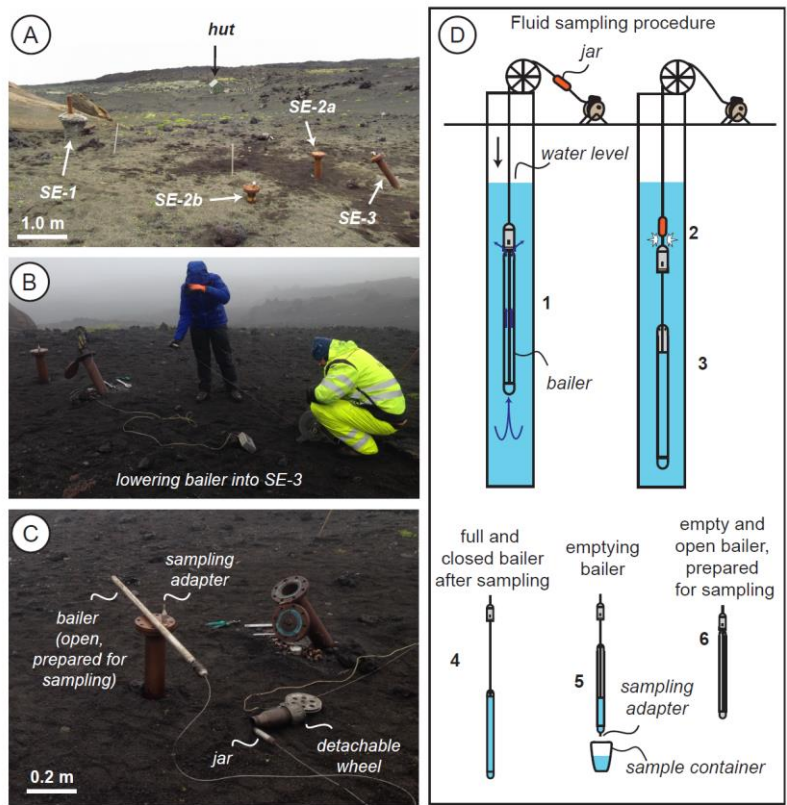 A
hut
SE-2a
SE-1
SE-2b
SE-3
1.0 m
B
lowering bailer into SE-3
C
sampling
adapter
bailer
(open,
prepared for
sampling)
jar
detachable
wheel
0.2 m
D
Fluid sampling procedure
jar
water level
2
1
3
bailer
full and
closed bailer
after sampling
emptying
bailer
empty and
open bailer,
prepared
for sampling
4
5
6
sampling
adapter
sample container